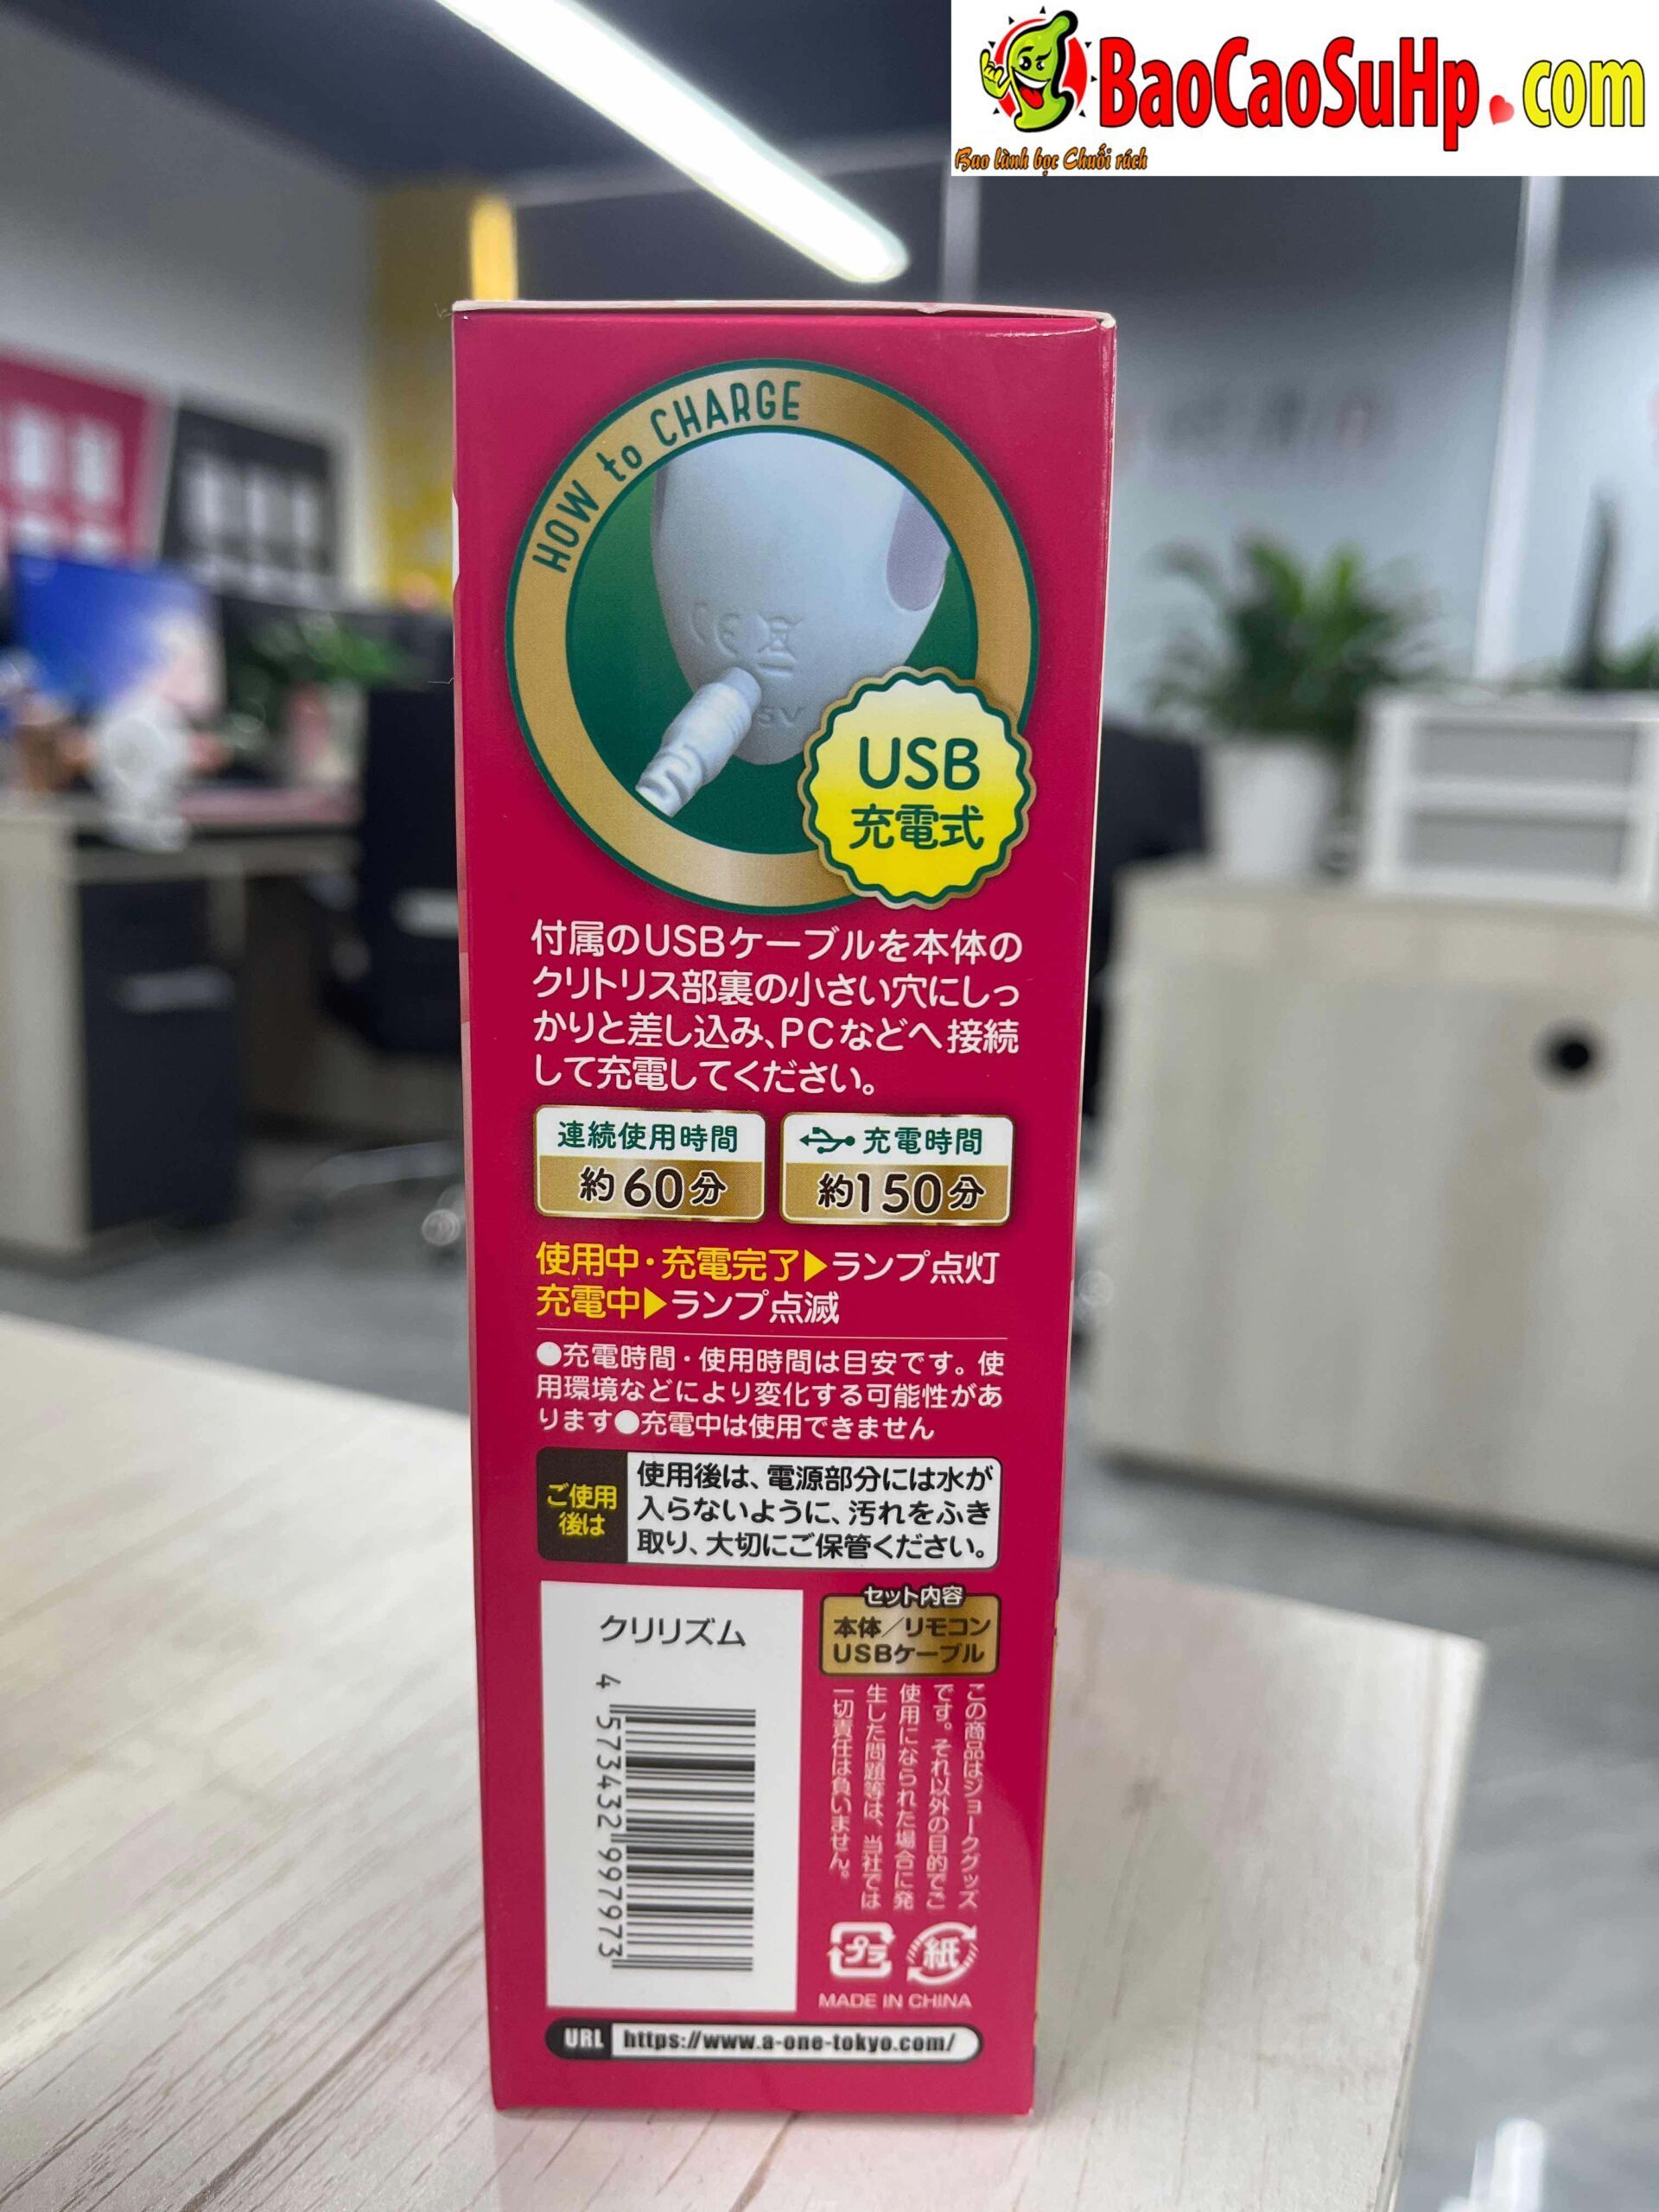 BaoCaoSuHp.com
Bao lành bọc Chuối rách
HOW to CHARGE
CE
5V
USB
充電式
付属のUSBケーブルを本体の
クリトリス部裏の小さい穴にしっ
かりと差し込み、PCなどへ接続
して充電してください。
連続使用時間
約60分
充電時間
約150分
使用中・充電完了▶ランプ点灯
充電中▶ランプ点滅
●充電時間・使用時間は目安です。使
用環境などにより変化する可能性があ
ります●充電中は使用できません
ご使用
後は
使用後は、電源部分には水が
入らないように、汚れをふき
取り、大切にご保管ください。
クリリズム
4 573432 997973
セット内容
本体／リモコン
USBケーブル
この商品はジョークグッズ
です。それ以外の目的でご
使用になられた場合に発
生した問題等は、当社では
一切責任は負いません。
プラ
紙
MADE IN CHINA
URL https://www.a-one-tokyo.com/